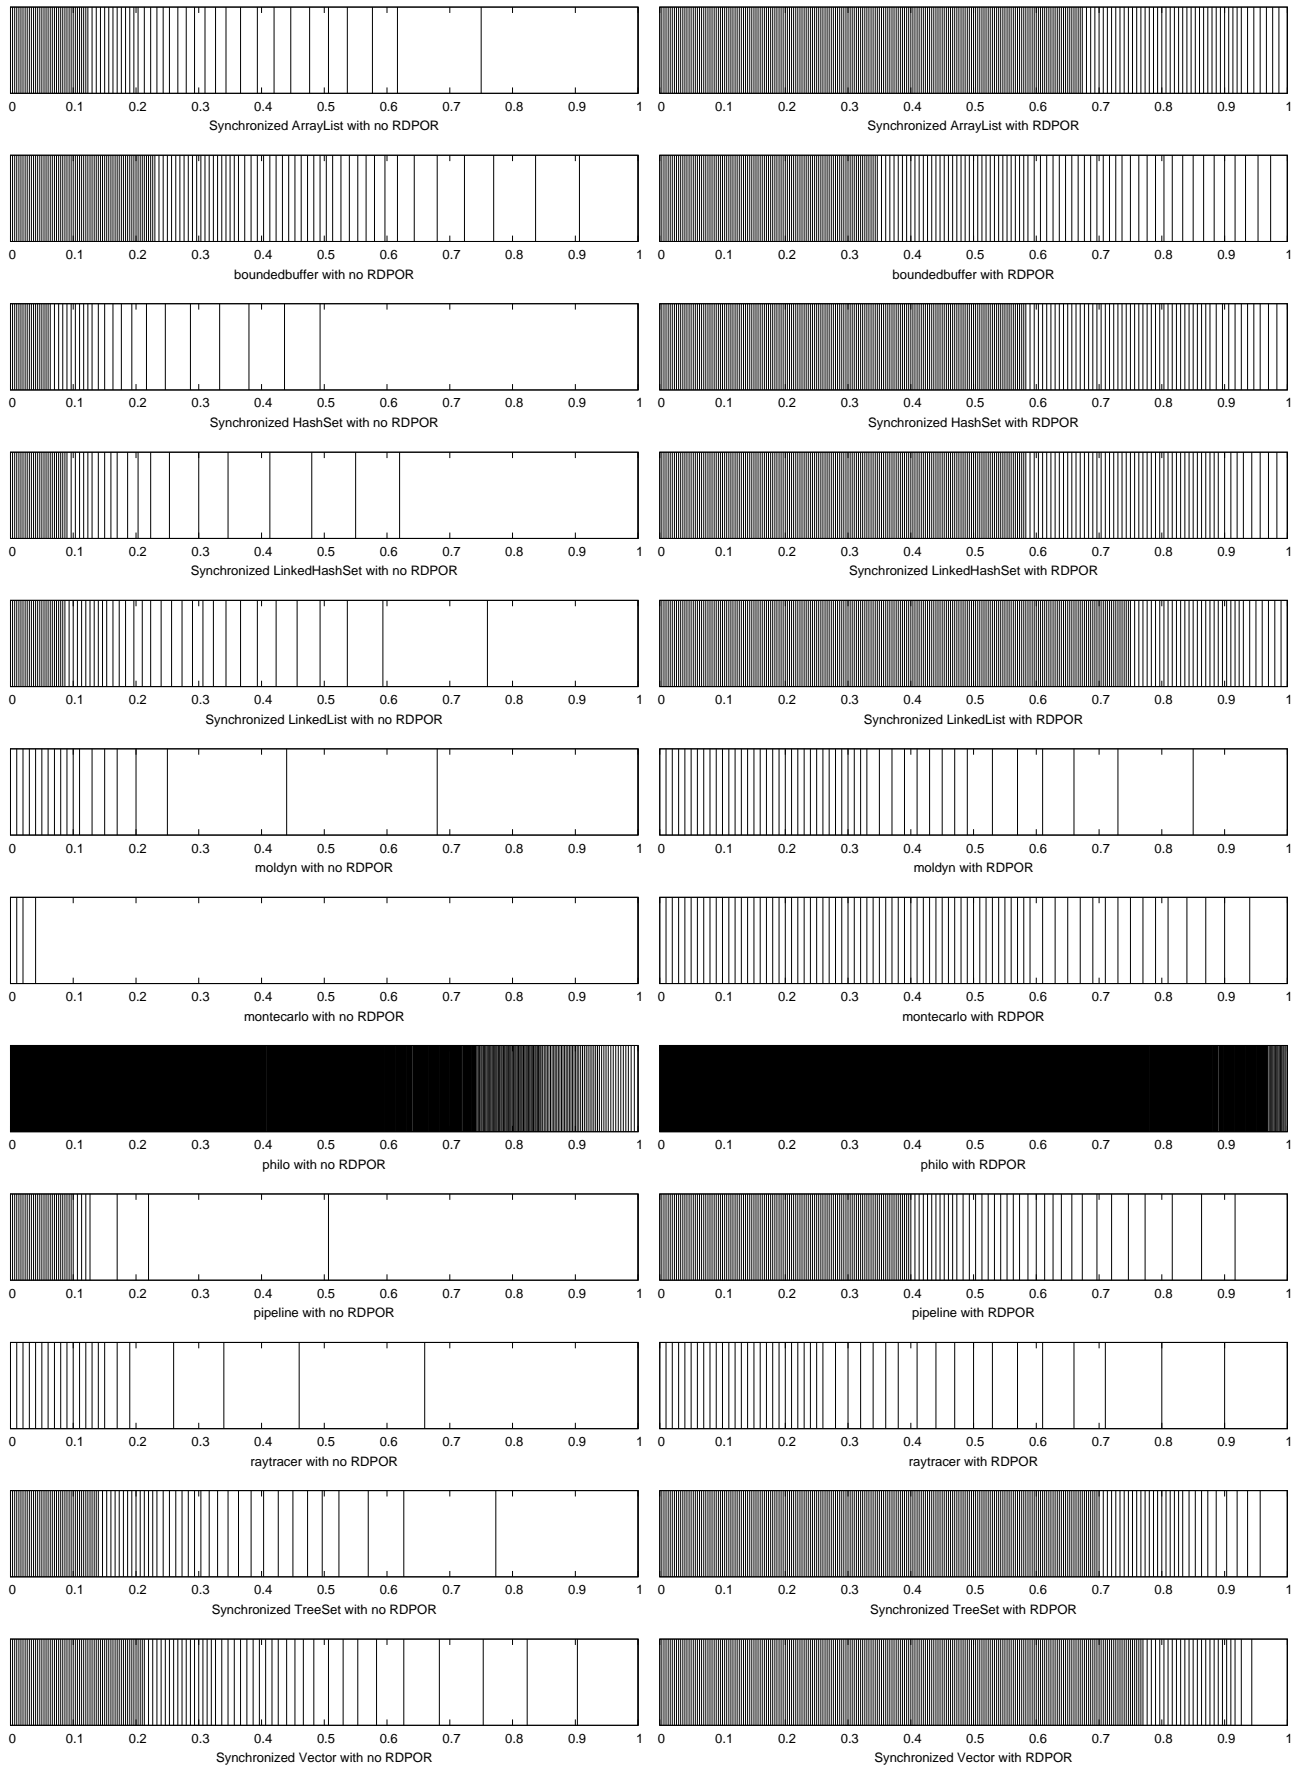 0 0.1 0.2 0.3 0.4 0.5 0.6 0.7 0.8 0.9 1
Synchronized ArrayList with no RDPOR
0 0.1 0.2 0.3 0.4 0.5 0.6 0.7 0.8 0.9 1
Synchronized ArrayList with RDPOR
0 0.1 0.2 0.3 0.4 0.5 0.6 0.7 0.8 0.9 1
boundedbuffer with no RDPOR
0 0.1 0.2 0.3 0.4 0.5 0.6 0.7 0.8 0.9 1
boundedbuffer with RDPOR
0 0.1 0.2 0.3 0.4 0.5 0.6 0.7 0.8 0.9 1
Synchronized HashSet with no RDPOR
0 0.1 0.2 0.3 0.4 0.5 0.6 0.7 0.8 0.9 1
Synchronized HashSet with RDPOR
0 0.1 0.2 0.3 0.4 0.5 0.6 0.7 0.8 0.9 1
Synchronized LinkedHashSet with no RDPOR
0 0.1 0.2 0.3 0.4 0.5 0.6 0.7 0.8 0.9 1
Synchronized LinkedHashSet with RDPOR
0 0.1 0.2 0.3 0.4 0.5 0.6 0.7 0.8 0.9 1
Synchronized LinkedList with no RDPOR
0 0.1 0.2 0.3 0.4 0.5 0.6 0.7 0.8 0.9 1
Synchronized LinkedList with RDPOR
0 0.1 0.2 0.3 0.4 0.5 0.6 0.7 0.8 0.9 1
moldyn with no RDPOR
0 0.1 0.2 0.3 0.4 0.5 0.6 0.7 0.8 0.9 1
moldyn with RDPOR
0 0.1 0.2 0.3 0.4 0.5 0.6 0.7 0.8 0.9 1
montecarlo with no RDPOR
0 0.1 0.2 0.3 0.4 0.5 0.6 0.7 0.8 0.9 1
montecarlo with RDPOR
0 0.1 0.2 0.3 0.4 0.5 0.6 0.7 0.8 0.9 1
philo with no RDPOR
0 0.1 0.2 0.3 0.4 0.5 0.6 0.7 0.8 0.9 1
philo with RDPOR
0 0.1 0.2 0.3 0.4 0.5 0.6 0.7 0.8 0.9 1
pipeline with no RDPOR
0 0.1 0.2 0.3 0.4 0.5 0.6 0.7 0.8 0.9 1
pipeline with RDPOR
0 0.1 0.2 0.3 0.4 0.5 0.6 0.7 0.8 0.9 1
raytracer with no RDPOR
0 0.1 0.2 0.3 0.4 0.5 0.6 0.7 0.8 0.9 1
raytracer with RDPOR
0 0.1 0.2 0.3 0.4 0.5 0.6 0.7 0.8 0.9 1
Synchronized TreeSet with no RDPOR
0 0.1 0.2 0.3 0.4 0.5 0.6 0.7 0.8 0.9 1
Synchronized TreeSet with RDPOR
0 0.1 0.2 0.3 0.4 0.5 0.6 0.7 0.8 0.9 1
Synchronized Vector with no RDPOR
0 0.1 0.2 0.3 0.4 0.5 0.6 0.7 0.8 0.9 1
Synchronized Vector with RDPOR